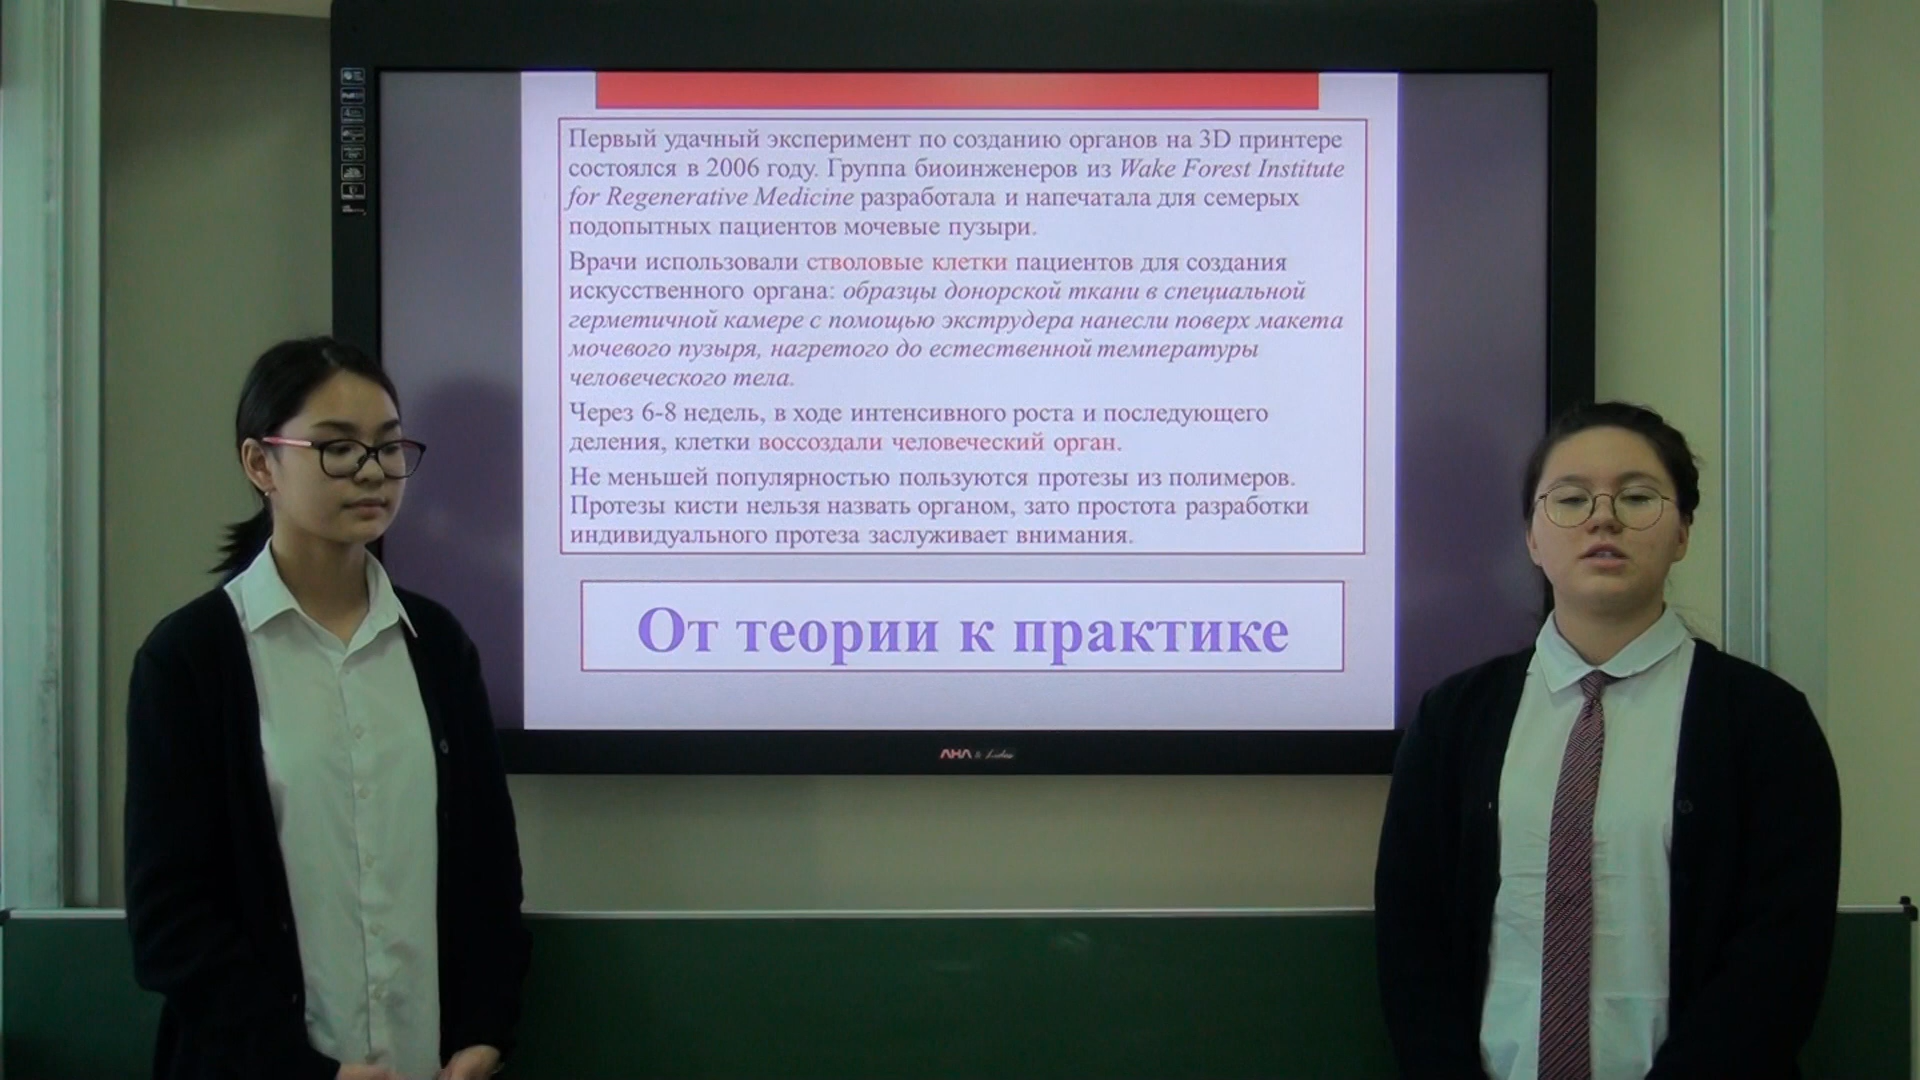 Первый удачный эксперимент по созданию органов на 3D принтере
состоялся в 2006 году. Группа биоинженеров из Wake Forest Institute
for Regenerative Medicine разработала и напечатала для семерых
подопытных пациентов мочевые пузыри.
Врачи использовали стволовые клетки пациентов для создания
искусственного органа: образцы донорской ткани в специальной
герметичной камере с помощью экструдера нанесли поверх макета
мочевого пузыря, нагретого до естественной температуры
человеческого тела.
Через 6-8 недель, в ходе интенсивного роста и последующего
деления, клетки воссоздали человеческий орган.
Не меньшей популярностью пользуются протезы из полимеров.
Протезы кисти нельзя назвать органом, зато простота разработки
индивидуального протеза заслуживает внимания.
От теории к практике